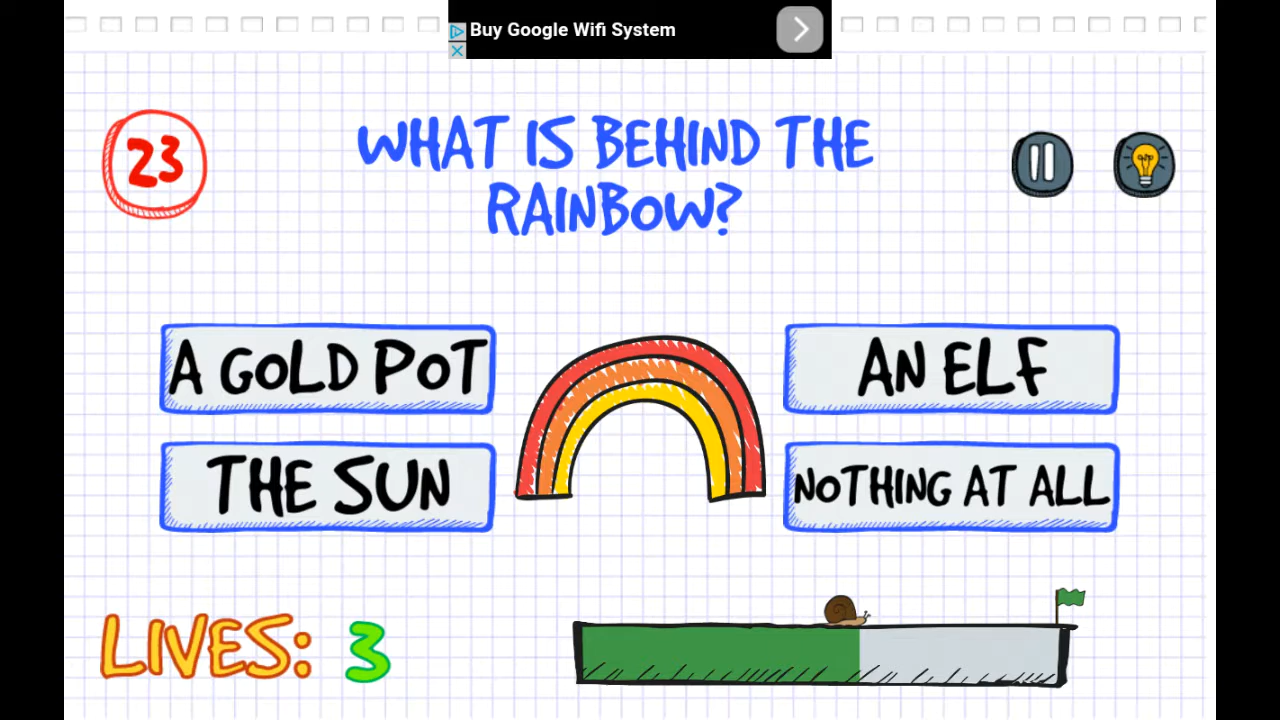 Buy Google Wifi System
23
WHAT IS BEHIND THE
RAINBOW?
A GOLD POT
AN ELF
THE SUN
NOTHING AT ALL
LIVES: 3